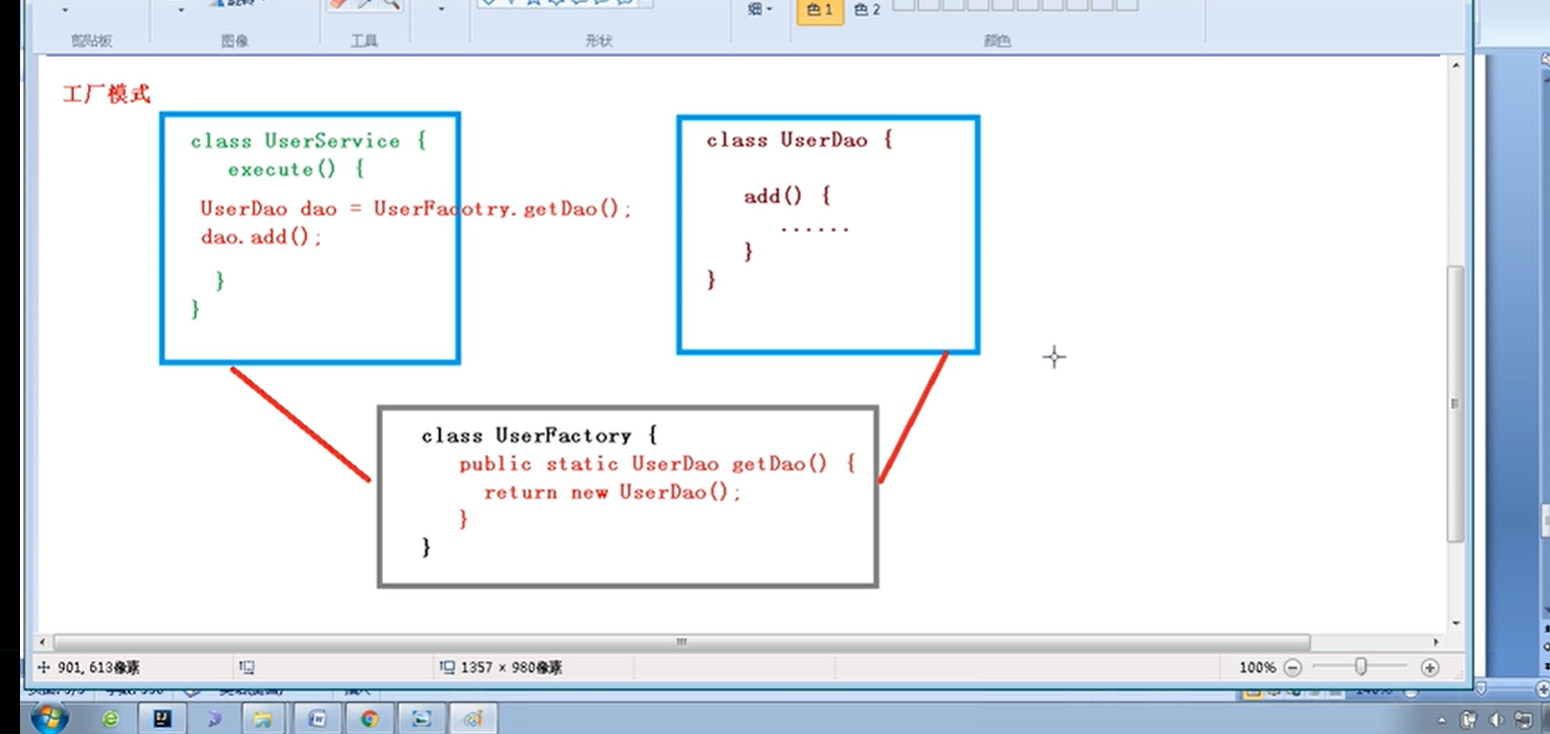 细
色 1
色 2
剪贴板
图像
工具
形状
颜色
工厂模式
class UserService {
execute() {
UserDao dao = UserFacotry.getDao();
dao.add();
}
}
class UserDao {
add() {
......
}
}
class UserFactory {
public static UserDao getDao() {
return new UserDao();
}
}
901, 613像素
1357 × 980像素
100%